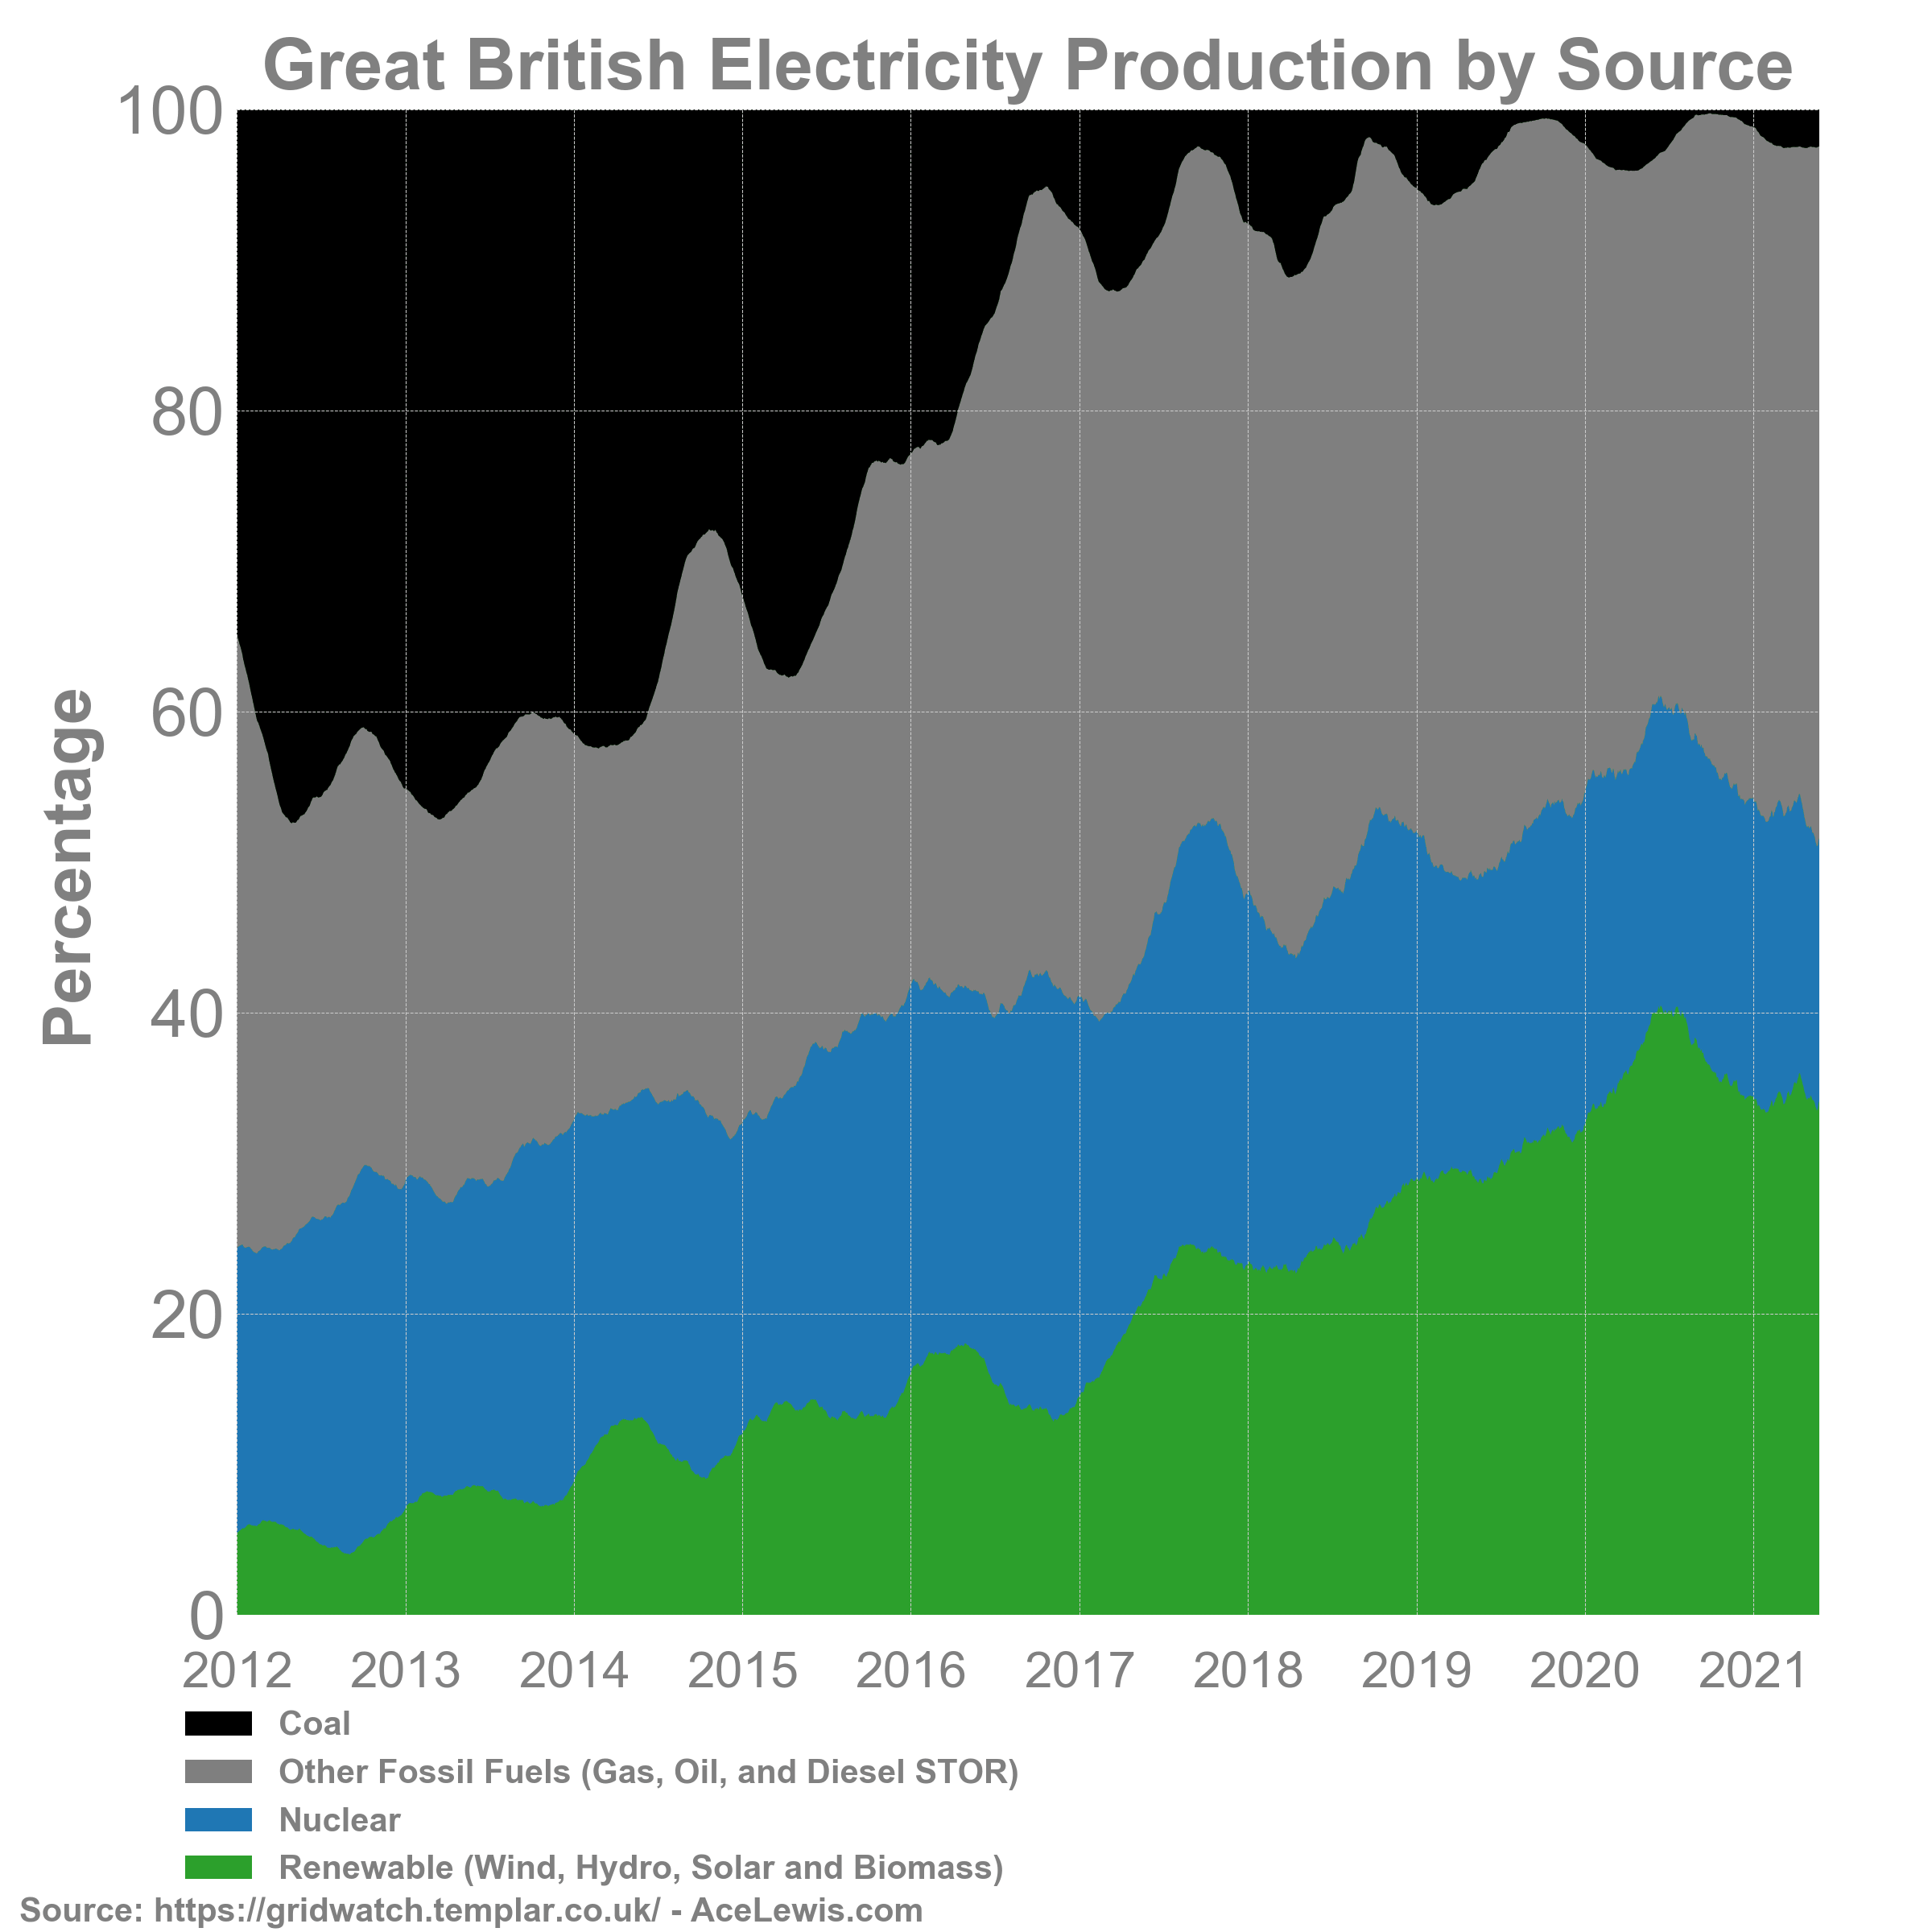 Great British Electricity Production by Source
100
80
60
40
20
0
Percentage
2012 2013 2014 2015 2016 2017 2018 2019 2020 2021
Coal
Other Fossil Fuels (Gas, Oil, and Diesel STOR)
Nuclear
Renewable (Wind, Hydro, Solar and Biomass)
Source: https://gridwatch.templar.co.uk/ - AceLewis.com